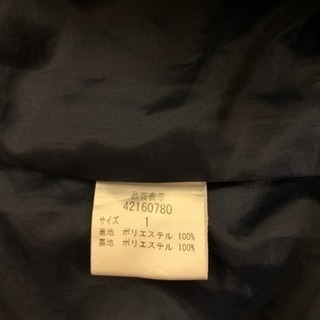 品質表示
42160780
サイズ 1
表地 ポリエステル 100%
裏地 ポリエステル 100%